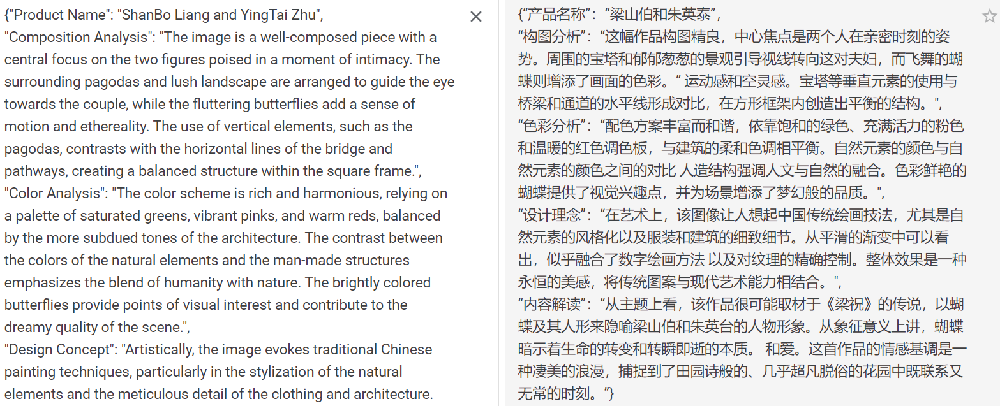 {"Product Name": "ShanBo Liang and YingTai Zhu",
"Composition Analysis": "The image is a well-composed piece with a
central focus on the two figures poised in a moment of intimacy. The
surrounding pagodas and lush landscape are arranged to guide the eye
towards the couple, while the fluttering butterflies add a sense of
motion and ethereality. The use of vertical elements, such as the
pagodas, contrasts with the horizontal lines of the bridge and
pathways, creating a balanced structure within the square frame.",
"Color Analysis": "The color scheme is rich and harmonious, relying on
a palette of saturated greens, vibrant pinks, and warm reds, balanced
by the more subdued tones of the architecture. The contrast between
the colors of the natural elements and the man-made structures
emphasizes the blend of humanity with nature. The brightly colored
butterflies provide points of visual interest and contribute to the
dreamy quality of the scene.",
"Design Concept": "Artistically, the image evokes traditional Chinese
painting techniques, particularly in the stylization of the natural
elements and the meticulous detail of the clothing and architecture.
{“产品名称”：“梁山伯和朱英泰”,
“构图分析”：“这幅作品构图精良，中心焦点是两个人在亲密时刻的姿
势。周围的宝塔和郁郁葱葱的景观引导视线转向这对夫妇，而飞舞的蝴
蝶则增添了画面的色彩。” 运动感和空灵感。宝塔等垂直元素的使用与
桥梁和通道的水平线形成对比，在方形框架内创造出平衡的结构。",
“色彩分析”：“配色方案丰富而和谐，依靠饱和的绿色、充满活力的粉色
和温暖的红色调色板，与建筑的柔和色调相平衡。自然元素的颜色与自
然元素的颜色之间的对比 人造结构强调人文与自然的融合。色彩鲜艳的
蝴蝶提供了视觉兴趣点，并为场景增添了梦幻般的品质。",
“设计理念”：“在艺术上，该图像让人想起中国传统绘画技法，尤其是自
然元素的风格化以及服装和建筑的细致细节。从平滑的渐变中可以看
出，似乎融合了数字绘画方法 以及对纹理的精确控制。整体效果是一种
永恒的美感，将传统图案与现代艺术能力相结合。",
“内容解读”：“从主题上看，该作品很可能取材于《梁祝》的传说，以蝴
蝶及其人形来隐喻梁山伯和朱英台的人物形象。从象征意义上讲，蝴蝶
暗示着生命的转变和转瞬即逝的本质。 和爱。这首作品的情感基调是一
种凄美的浪漫，捕捉到了田园诗般的、几乎超凡脱俗的花园中既联系又
无常的时刻。”}